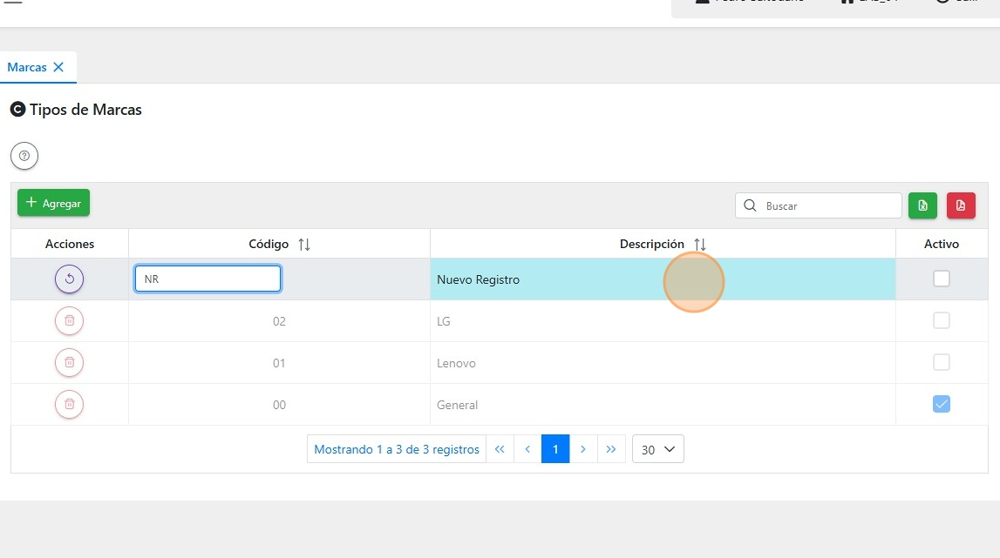 Marcas
Tipos de Marcas
Agregar
Buscar
Acciones Código Descripción Activo
NR Nuevo Registro
02 LG
01 Lenovo
00 General
Mostrando 1 a 3 de 3 registros « ‹ 1 › » 30